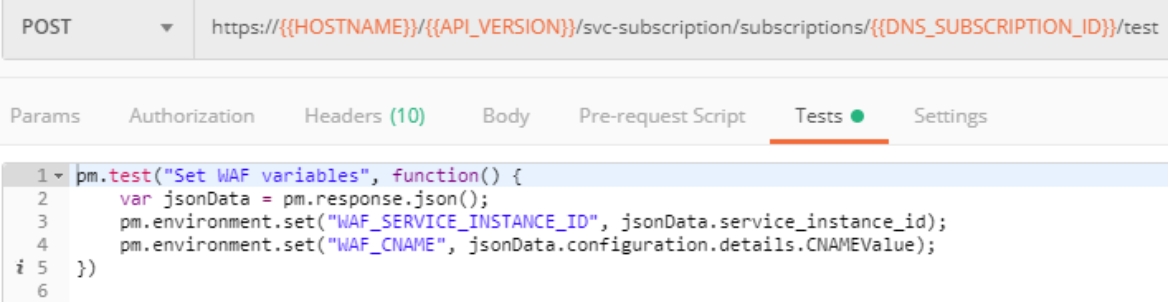 POST https://{{HOSTNAME}}/{{API_VERSION}}/svc-subscription/subscriptions/{{DNS_SUBSCRIPTION_ID}}/test
Params Authorization Headers (10) Body Pre-request Script Tests Settings
1 pm.test("Set WAF variables", function() {
2 var jsonData = pm.response.json();
3 pm.environment.set("WAF_SERVICE_INSTANCE_ID", jsonData.service_instance_id);
4 pm.environment.set("WAF_CNAME", jsonData.configuration.details.CNAMEValue);
i 5 })
6